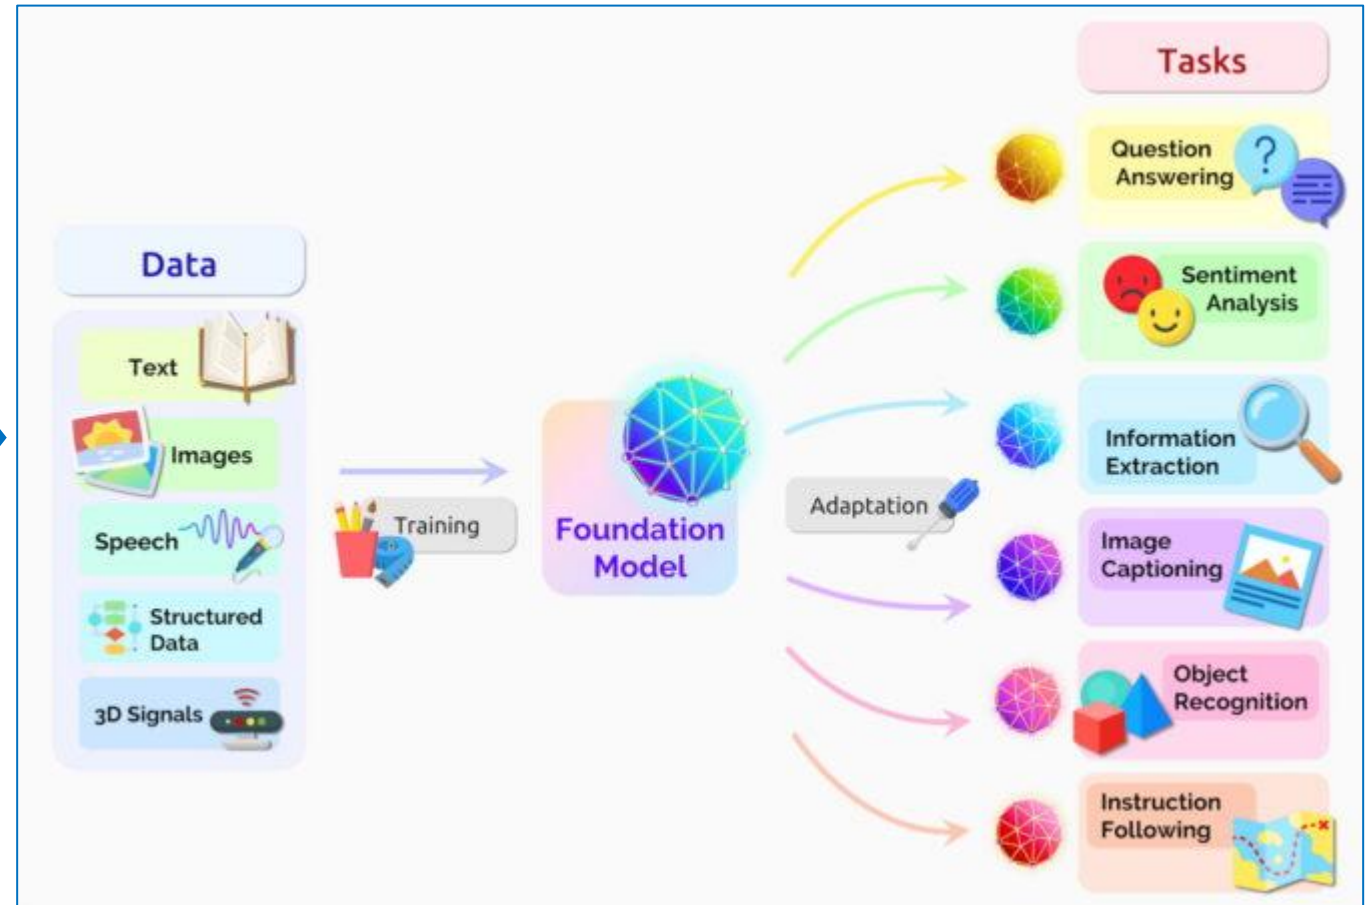 Data
Text
Images
Speech
Structured
Data
3D Signals
Training
Foundation
Model
Adaptation
Tasks
Question
Answering
?
Sentiment
Analysis
Information
Extraction
Image
Captioning
Object
Recognition
Instruction
Following